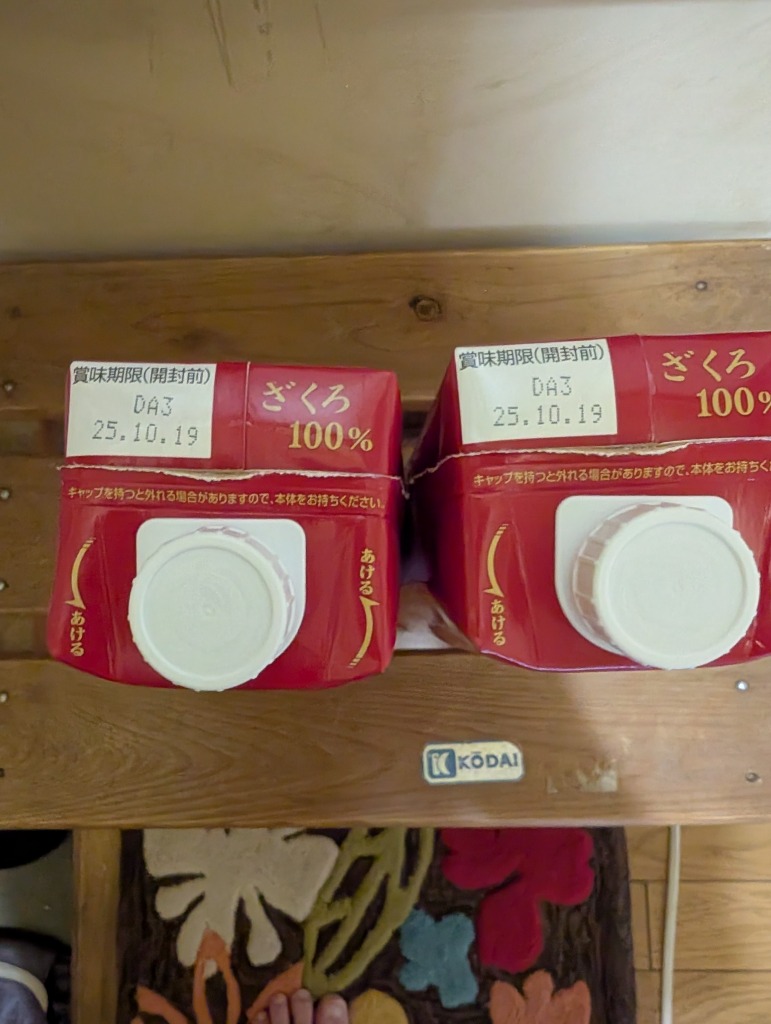 賞味期限(開封前)
DA3
25.10.19
ざくろ
100%
キャップを持つと外れる場合がありますので、本体をお持ちください。
あける
あける
賞味期限(開封前)
DA3
25.10.19
ざくろ
100%
キャップを持つと外れる場合がありますので、本体をお持ち
あける
KŌDAI